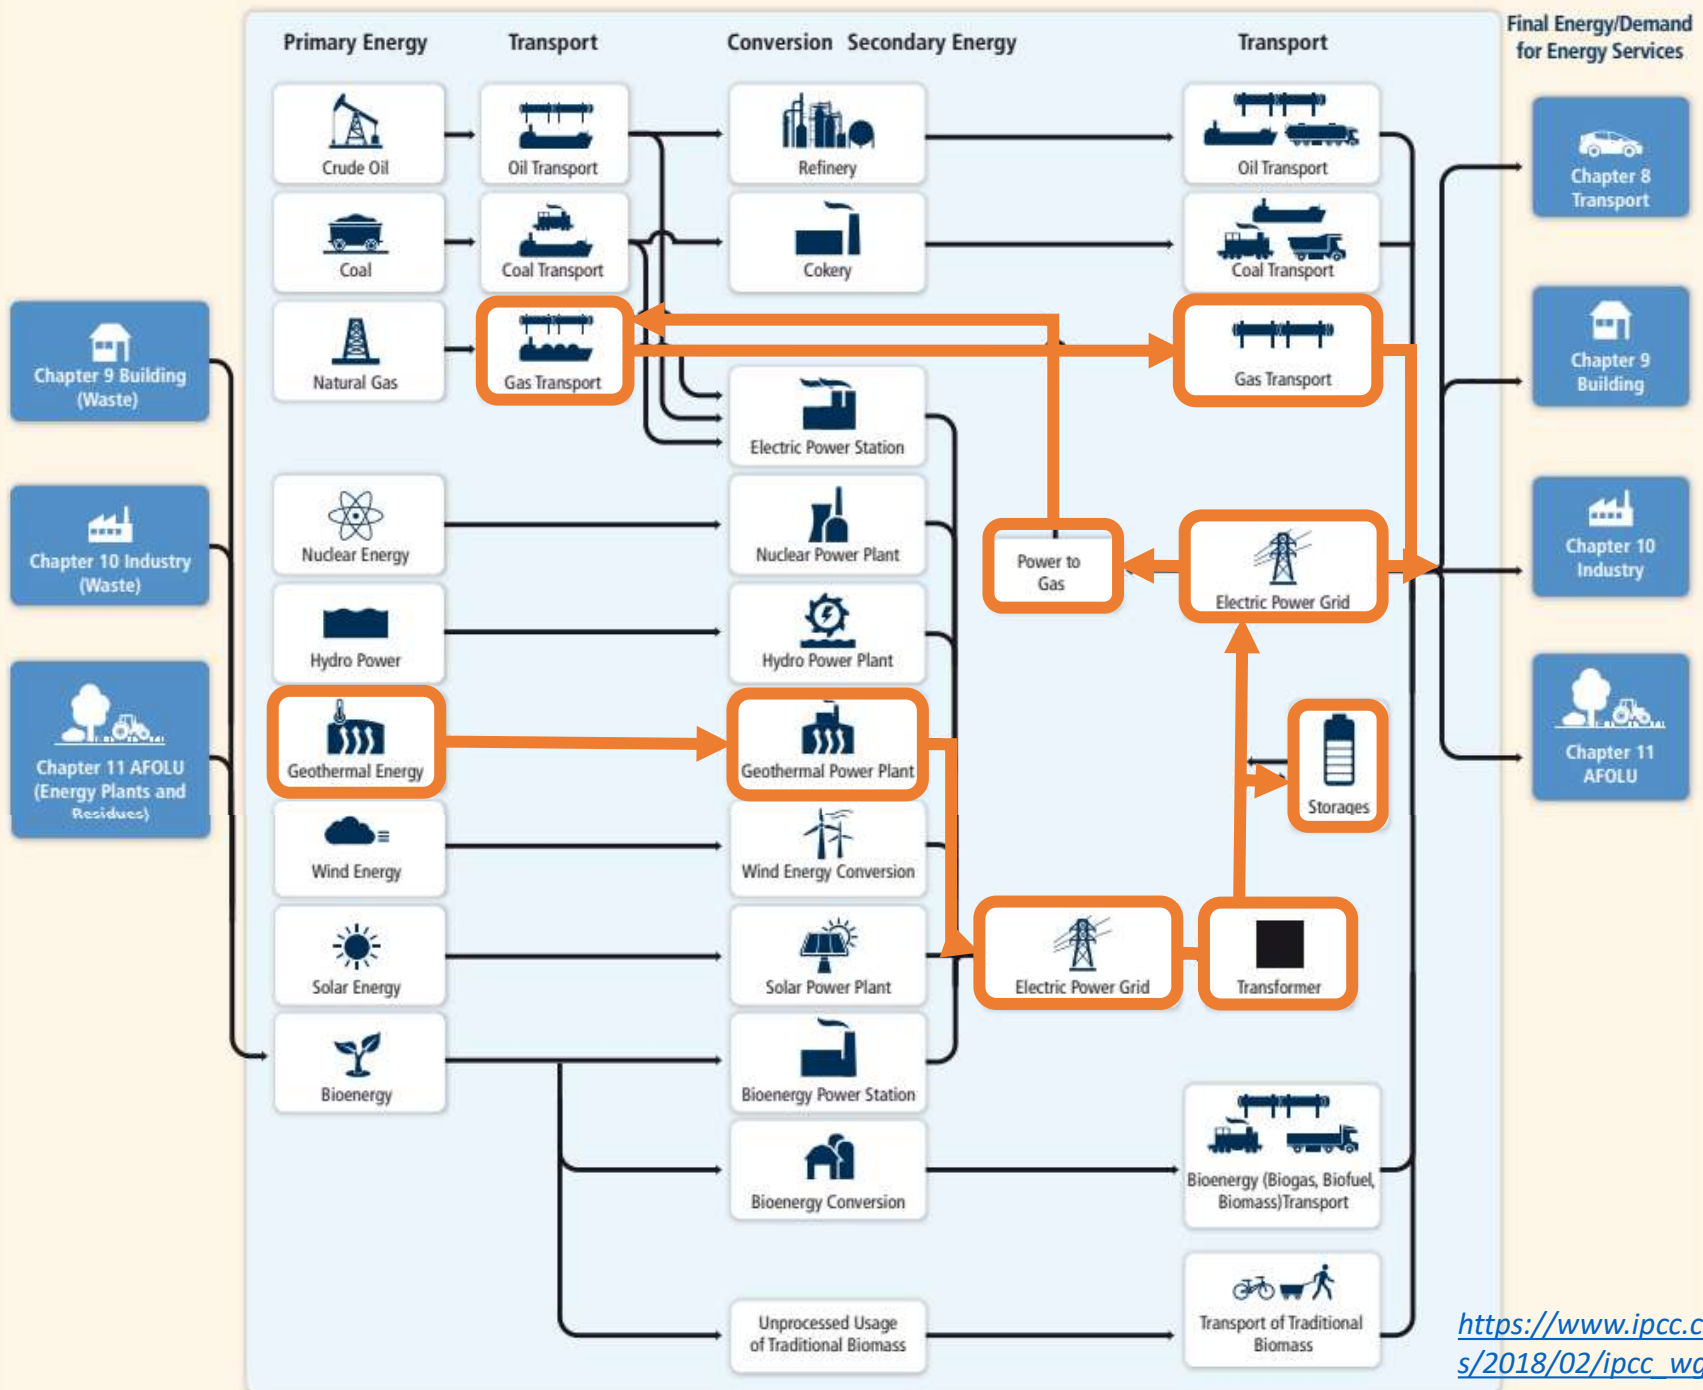 Primary Energy
Transport
Conversion Secondary Energy
Transport
Final Energy/Demand
for Energy Services
Crude Oil
Oil Transport
Refinery
Oil Transport
Chapter 8
Transport
Coal
Coal Transport
Cokery
Coal Transport
Chapter 9 Building
(Waste)
Natural Gas
Gas Transport
Gas Transport
Chapter 9
Building
Electric Power Station
Chapter 10 Industry
(Waste)
Nuclear Energy
Nuclear Power Plant
Power to
Gas
Electric Power Grid
Chapter 10
Industry
Hydro Power
Hydro Power Plant
Chapter 11 AFOLU
(Energy Plants and
Residues)
Geothermal Energy
Geothermal Power Plant
Storages
Chapter 11
AFOLU
Wind Energy
Wind Energy Conversion
Solar Energy
Solar Power Plant
Electric Power Grid
Transformer
Bioenergy
Bioenergy Power Station
Bioenergy Conversion
Bioenergy (Biogas, Biofuel,
Biomass)Transport
Unprocessed Usage
of Traditional Biomass
Transport of Traditional
Biomass
https://www.ipcc.c
s/2018/02/ipcc_wg